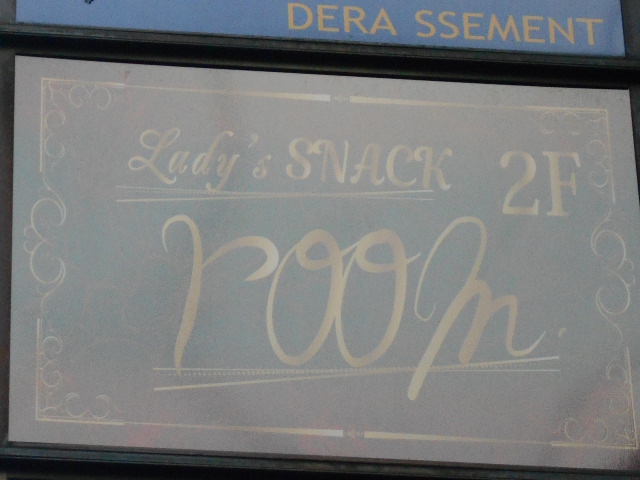 DERA SSEMENT
Lady's SNACK 2F
room.